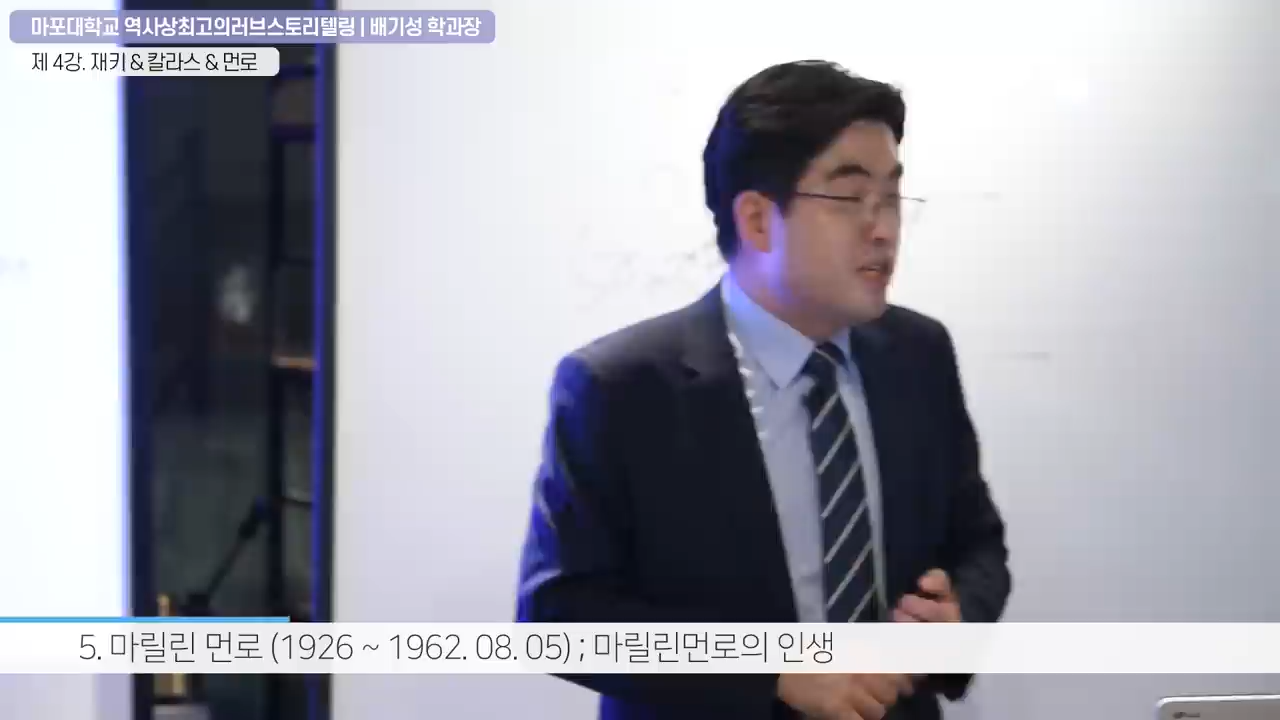 마포대학교 역사상최고의러브스토리텔링 | 배기성 학과장
제 4강. 재키 & 칼라스 & 먼로
5. 마릴린 먼로 (1926 ~ 1962. 08. 05) ; 마릴린먼로의 인생